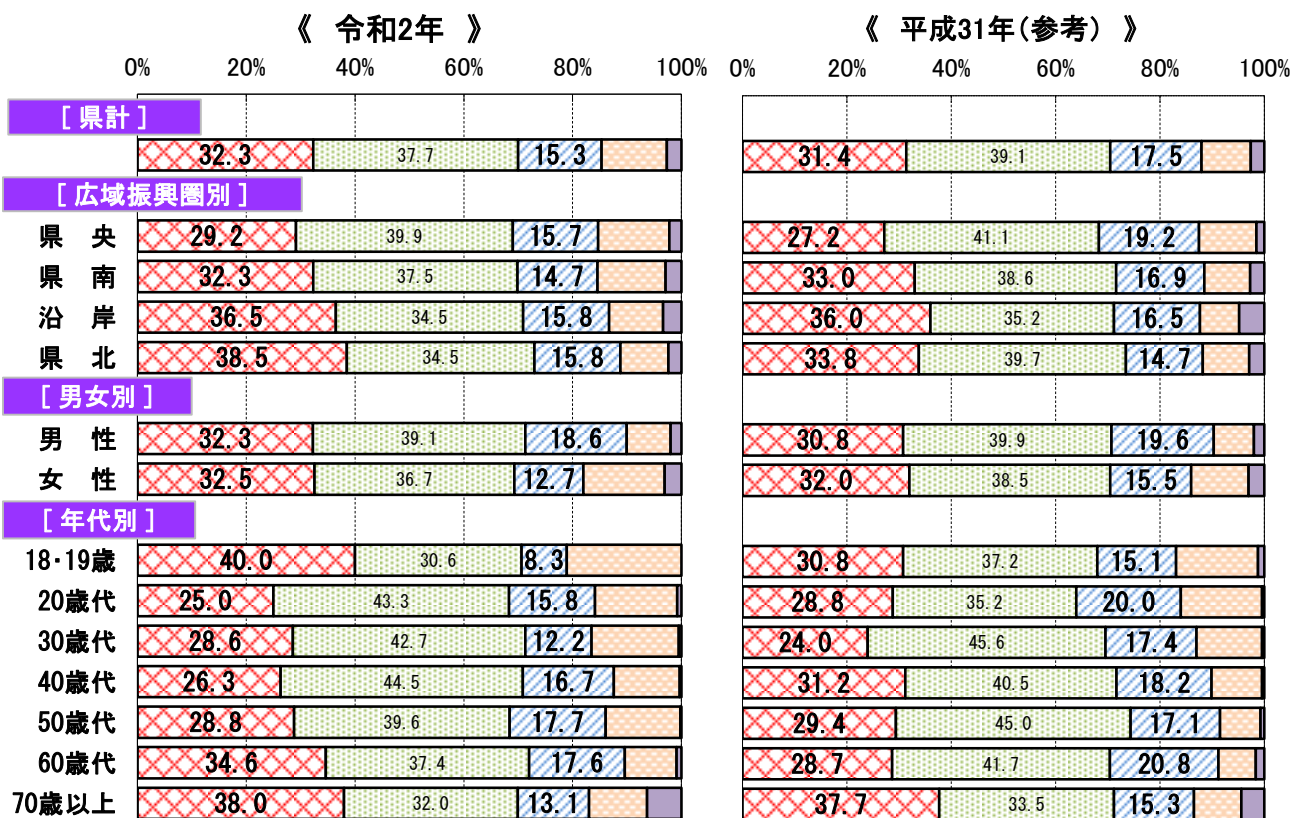 《 令和2年 》 《 平成31年(参考) 》
0% 20% 40% 60% 80% 100% 0% 20% 40% 60% 80% 100%
[ 県計 ]
32.3 37.7 15.3 31.4 39.1 17.5
[ 広域振興圏別 ]
県 央 29.2 39.9 15.7 27.2 41.1 19.2
県 南 32.3 37.5 14.7 33.0 38.6 16.9
沿 岸 36.5 34.5 15.8 36.0 35.2 16.5
県 北 38.5 34.5 15.8 33.8 39.7 14.7
[ 男女別 ]
男 性 32.3 39.1 18.6 30.8 39.9 19.6
女 性 32.5 36.7 12.7 32.0 38.5 15.5
[ 年代別 ]
18・19歳 40.0 30.6 8.3 30.8 37.2 15.1
20歳代 25.0 43.3 15.8 28.8 35.2 20.0
30歳代 28.6 42.7 12.2 24.0 45.6 17.4
40歳代 26.3 44.5 16.7 31.2 40.5 18.2
50歳代 28.8 39.6 17.7 29.4 45.0 17.1
60歳代 34.6 37.4 17.6 28.7 41.7 20.8
70歳以上 38.0 32.0 13.1 37.7 33.5 15.3